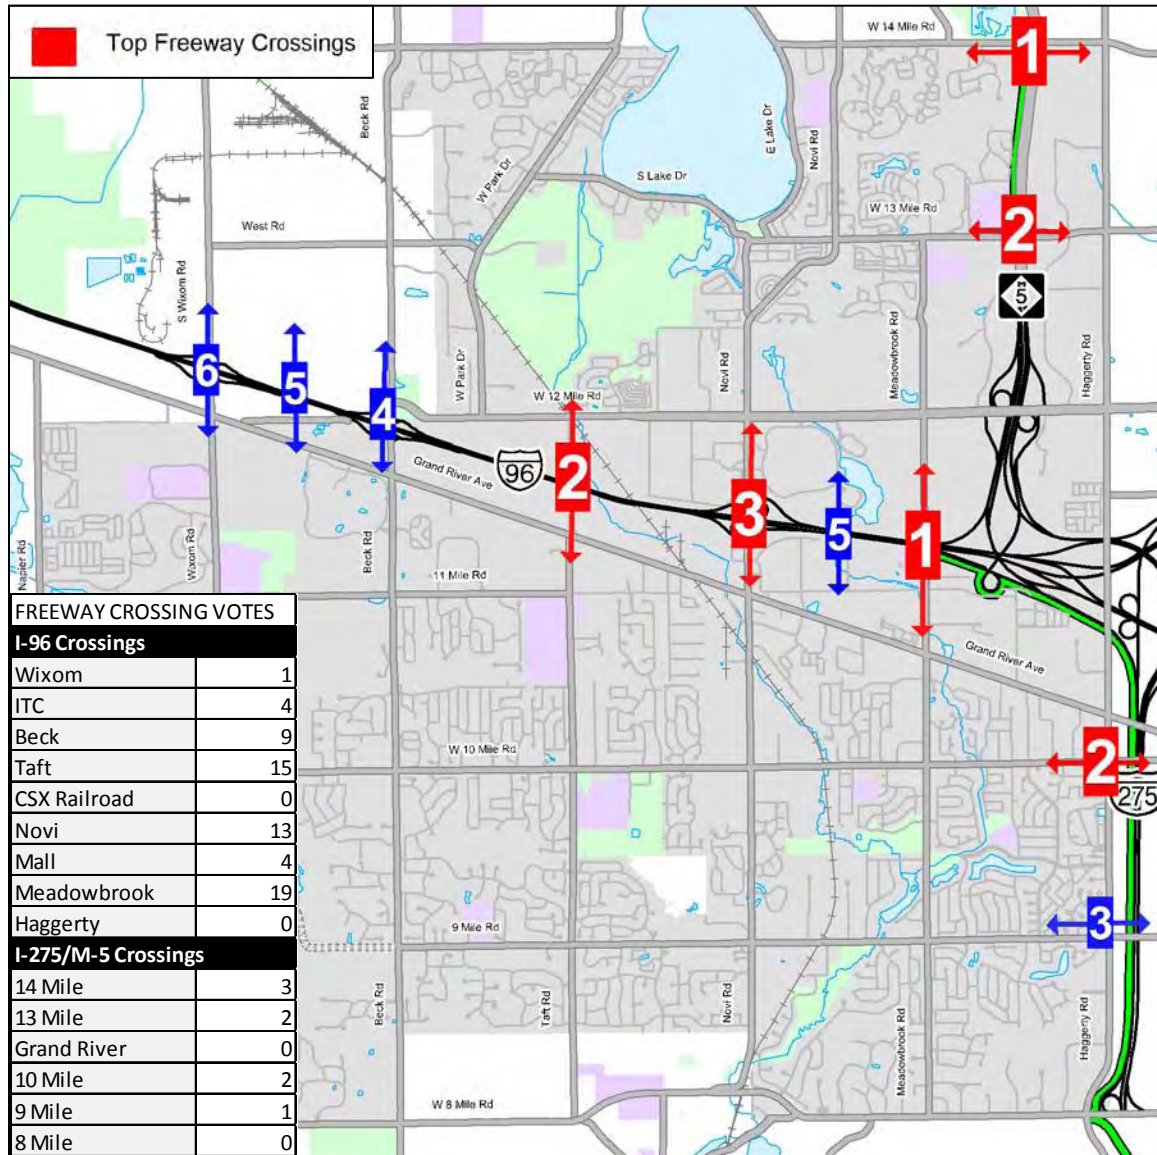 Top Freeway Crossings
W 14 Mile Rd
1
Beck Rd
E Lake Dr
Novi Rd
W Park Dr
S Lake Dr
W 13 Mile Rd
2
West Rd
S Wixom Rd
5
Meadowbrook Rd
Haggerty Rd
6
5
4
W Park Dr
Novi Rd
W 12 Mile Rd
Grand River Ave
96
2
3
5
1
Napier Rd
Wixom Rd
Beck Rd
11 Mile Rd
Grand River Ave
W 10 Mile Rd
2
275
9 Mile Rd
3
Beck Rd
Taft Rd
Novi Rd
Meadowbrook Rd
Haggerty Rd
W 8 Mile Rd
FREEWAY CROSSING VOTES
I-96 Crossings
Wixom 1
ITC 4
Beck 9
Taft 15
CSX Railroad 0
Novi 13
Mall 4
Meadowbrook 19
Haggerty 0
I-275/M-5 Crossings
14 Mile 3
13 Mile 2
Grand River 0
10 Mile 2
9 Mile 1
8 Mile 0